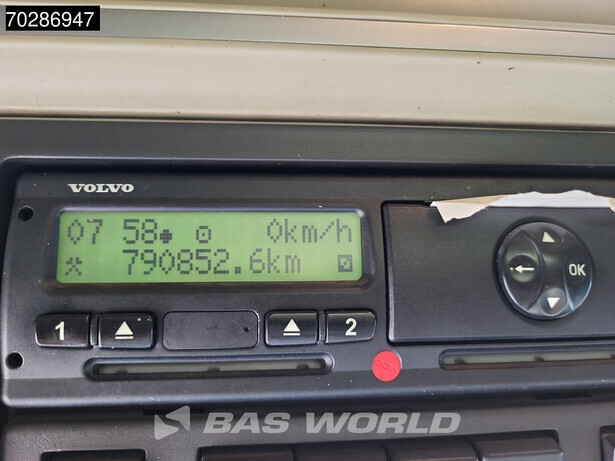 70286947
VOLVO
07 58 0km/h
790852.6km
OK
1 2
BAS WORLD